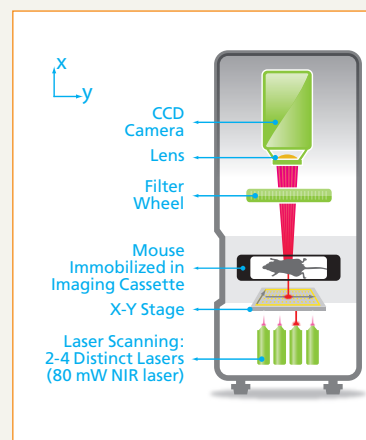 x
y
CCD
Camera
Lens
Filter
Wheel
Mouse
Immobilized in
Imaging Cassette
X-Y Stage
Laser Scanning:
2-4 Distinct Lasers
(80 mW NIR laser)